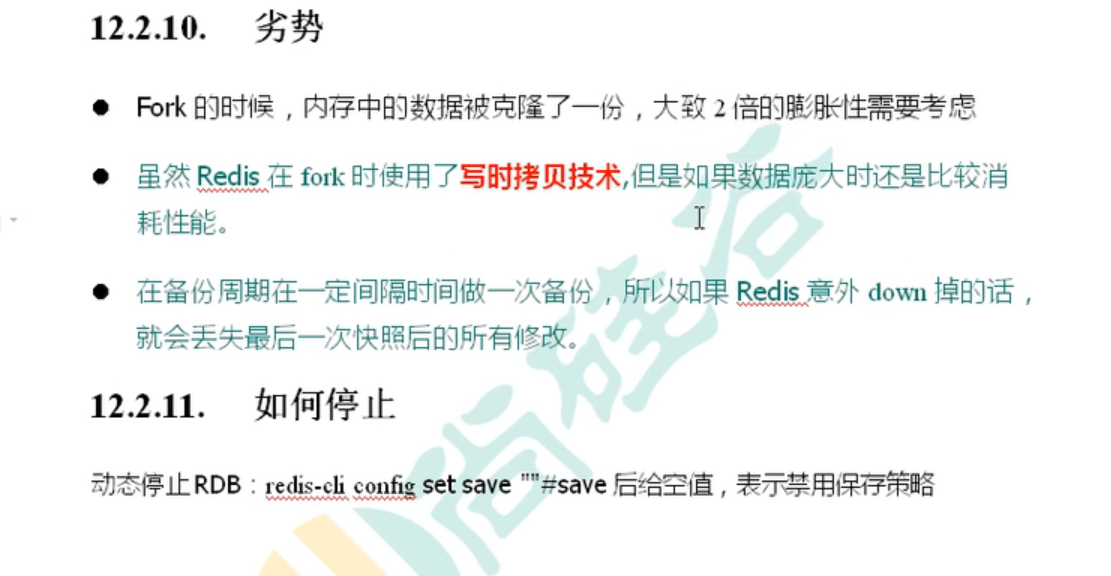 12.2.10. 劣势
● Fork 的时候，内存中的数据被克隆了一份，大致 2 倍的膨胀性需要考虑
● 虽然 Redis 在 fork 时使用了写时拷贝技术,但是如果数据庞大时还是比较消
耗性能。
● 在备份周期在一定间隔时间做一次备份，所以如果 Redis 意外 down 掉的话，
就会丢失最后一次快照后的所有修改。
12.2.11. 如何停止
动态停止 RDB：redis-cli config set save ""#save 后给空值，表示禁用保存策略
尚硅谷